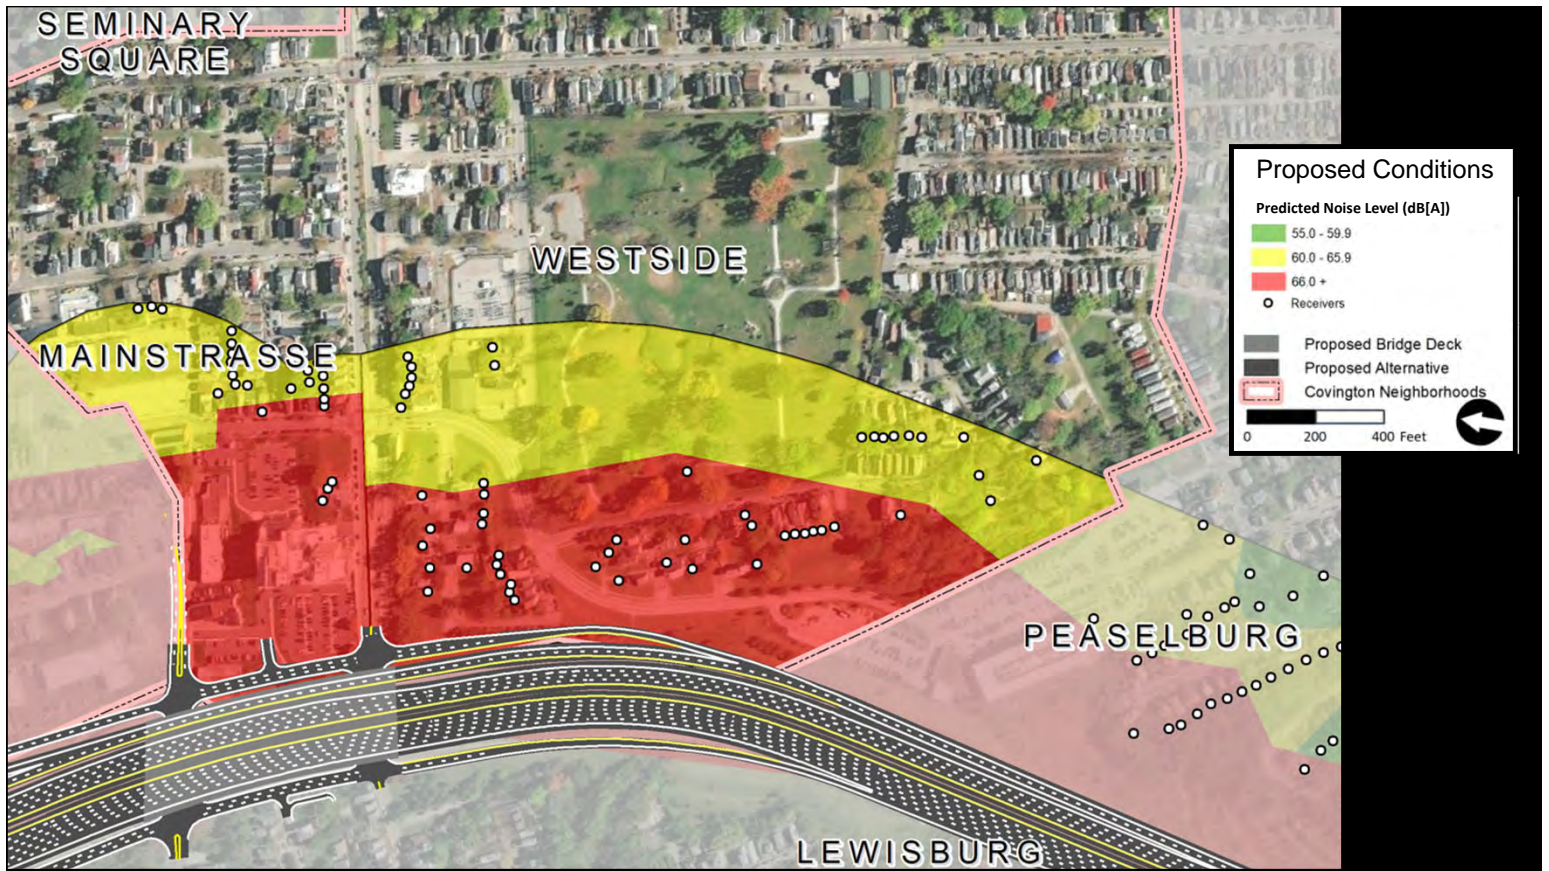 SEMINARY
SQUARE
WESTSIDE
MAINSTRASSE
PEASELBURG
LEWISBURG
Proposed Conditions
Predicted Noise Level (dB[A])
55.0 - 59.9
60.0 - 65.9
66.0 +
Receivers
Proposed Bridge Deck
Proposed Alternative
Covington Neighborhoods
0 200 400 Feet